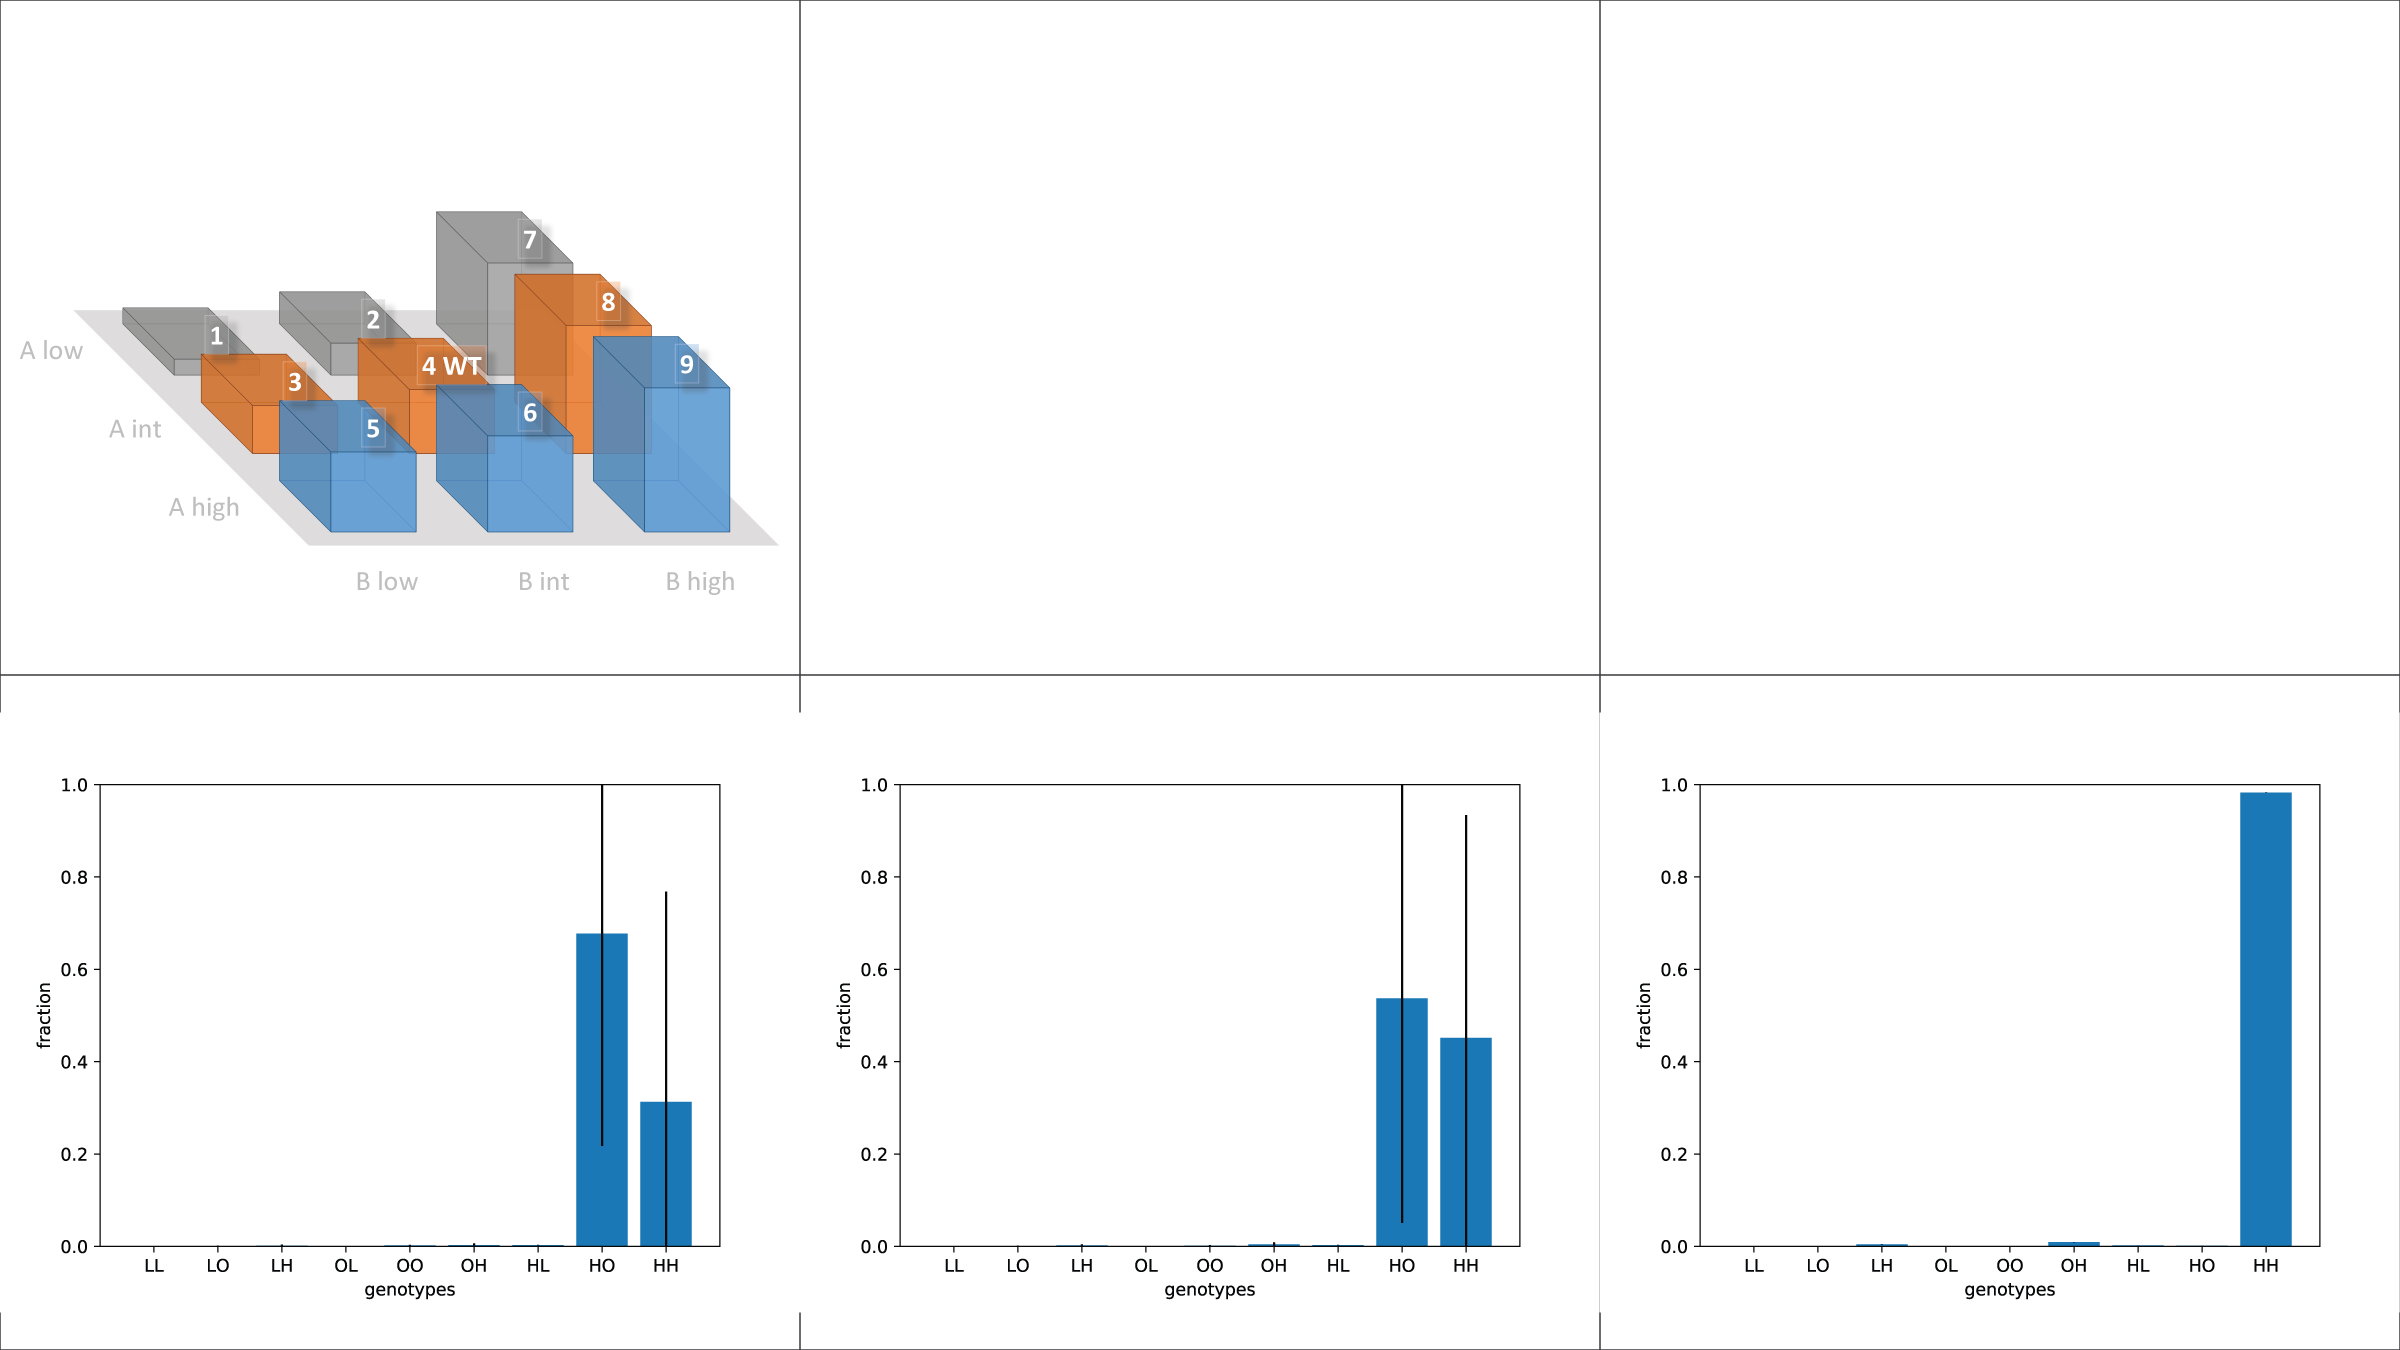 7
8
2
1
A low
9
4 WT
3
6
5
A int
A high
B low B int B high
1.0
0.8
0.6
0.4
0.2
0.0
fraction
LL LO LH OL OO OH HL HO HH
genotypes
1.0
0.8
0.6
0.4
0.2
0.0
fraction
LL LO LH OL OO OH HL HO HH
genotypes
1.0
0.8
0.6
0.4
0.2
0.0
fraction
LL LO LH OL OO OH HL HO HH
genotypes